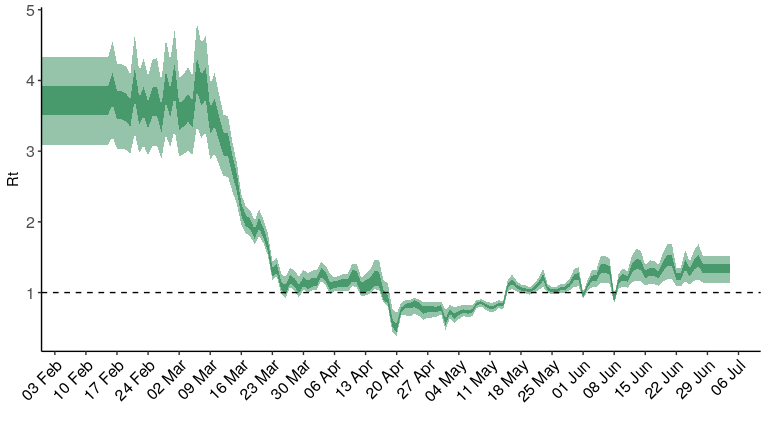 5
4
3
2
1
Rt
03 Feb
10 Feb
17 Feb
24 Feb
02 Mar
09 Mar
16 Mar
23 Mar
30 Mar
06 Apr
13 Apr
20 Apr
27 Apr
04 May
11 May
18 May
25 May
01 Jun
08 Jun
15 Jun
22 Jun
29 Jun
06 Jul